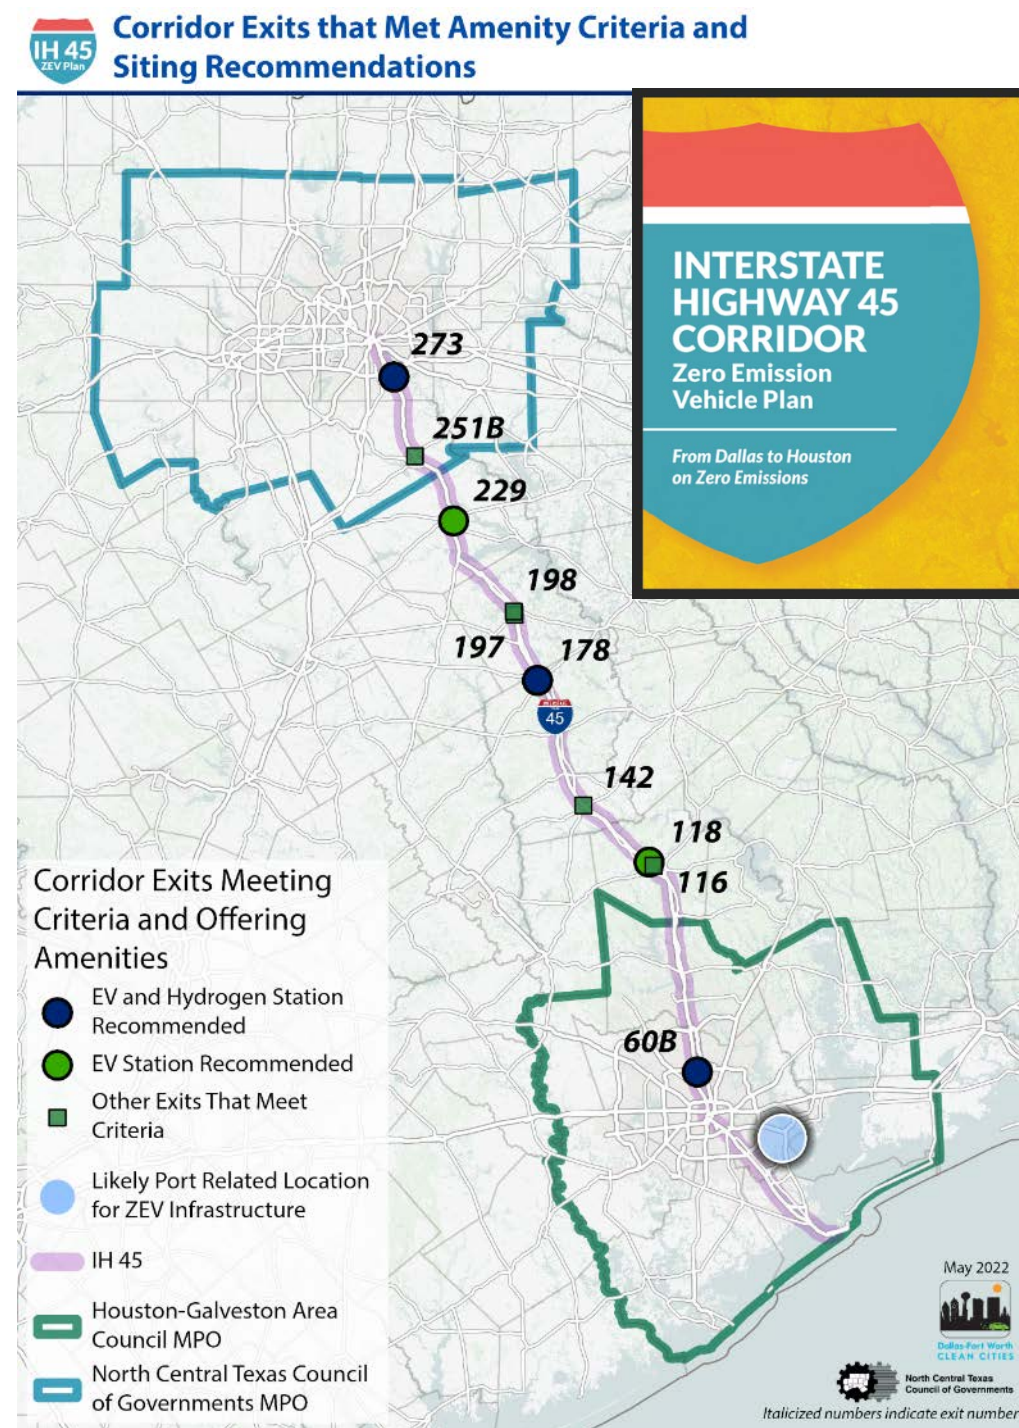 IH 45
ZEV Plan
Corridor Exits that Met Amenity Criteria and
Siting Recommendations
INTERSTATE
HIGHWAY 45
CORRIDOR
Zero Emission
Vehicle Plan
From Dallas to Houston
on Zero Emissions
273
251B
229
198
197
178
45
142
118
116
60B
Corridor Exits Meeting
Criteria and Offering
Amenities
EV and Hydrogen Station
Recommended
EV Station Recommended
Other Exits That Meet
Criteria
Likely Port Related Location
for ZEV Infrastructure
IH 45
Houston-Galveston Area
Council MPO
North Central Texas Council
of Governments MPO
May 2022
Dallas-Fort Worth
CLEAN CITIES
North Central Texas
Council of Governments
Italicized numbers indicate exit number